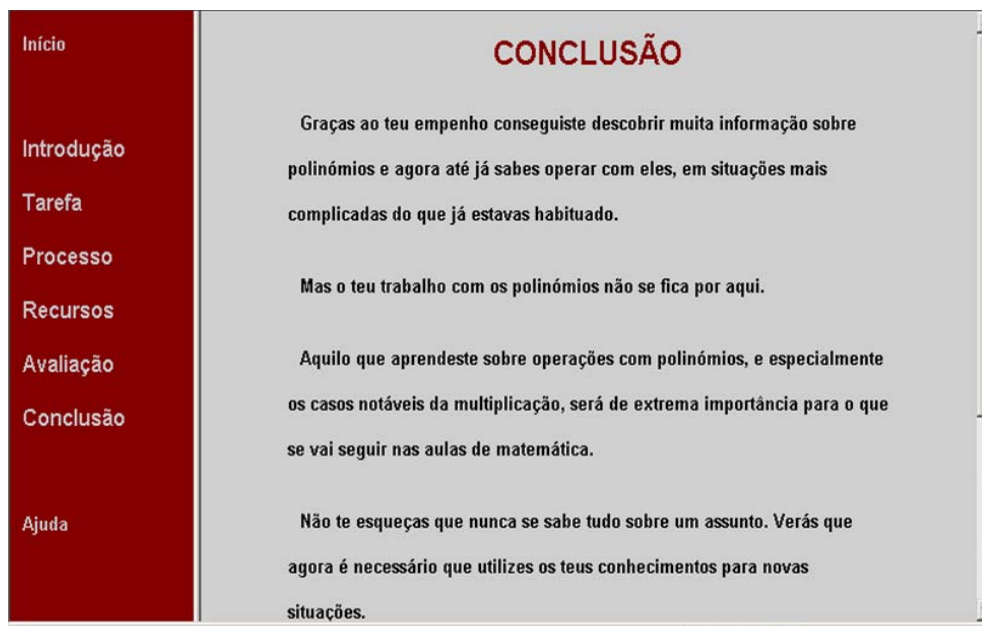 Início
Introdução
Tarefa
Processo
Recursos
Avaliação
Conclusão
Ajuda
CONCLUSÃO
Graças ao teu empenho conseguiste descobrir muita informação sobre
polinómios e agora até já sabes operar com eles, em situações mais
complicadas do que já estavas habituado.
Mas o teu trabalho com os polinómios não se fica por aqui.
Aquilo que aprendeste sobre operações com polinómios, e especialmente
os casos notáveis da multiplicação, será de extrema importância para o que
se vai seguir nas aulas de matemática.
Não te esqueças que nunca se sabe tudo sobre um assunto. Verás que
agora é necessário que utilizes os teus conhecimentos para novas
situações.